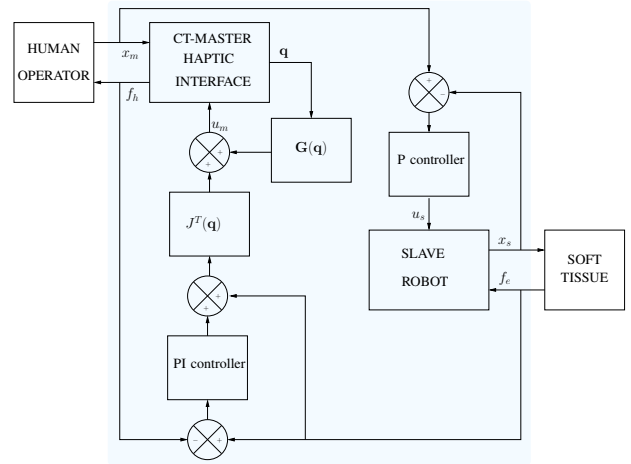 HUMAN
OPERATOR
x_m
f_h
CT-MASTER
HAPTIC
INTERFACE
q
+
−
u_m
+
+
G(q)
P controller
J^T(q)
u_s
SLAVE
ROBOT
x_s
f_e
SOFT
TISSUE
+
+
PI controller
−
+